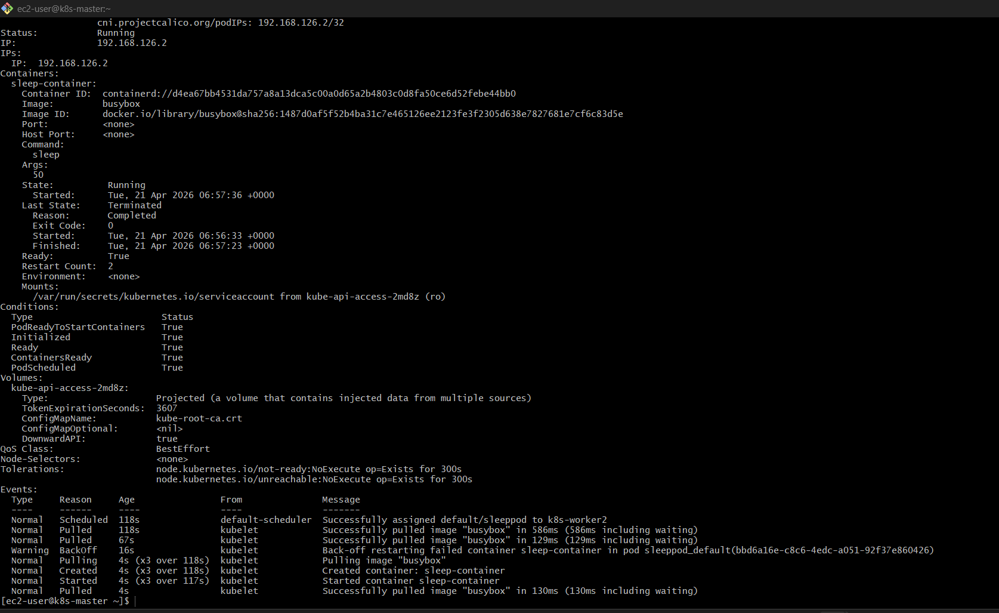 ec2-user@k8s-master:~
cni.projectcalico.org/podIPs: 192.168.126.2/32
Status: Running
IP: 192.168.126.2
IPs:
IP: 192.168.126.2
Containers:
sleep-container:
Container ID: containerd://d4ea67bb4531da757a8a13dca5c00a0d65a2b4803c0d8fa50ce6d52febe44bb0
Image: busybox
Image ID: docker.io/library/busybox@sha256:1487d0af5f52b4ba31c7e465126ee2123fe3f2305d638e7827681e7cf6c83d5e
Port: <none>
Host Port: <none>
Command:
sleep
Args:
50
State: Running
Started: Tue, 21 Apr 2026 06:57:36 +0000
Last State: Terminated
Reason: Completed
Exit Code: 0
Started: Tue, 21 Apr 2026 06:56:33 +0000
Finished: Tue, 21 Apr 2026 06:57:23 +0000
Ready: True
Restart Count: 2
Environment: <none>
Mounts:
/var/run/secrets/kubernetes.io/serviceaccount from kube-api-access-2md8z (ro)
Conditions:
Type Status
PodReadyToStartContainers True
Initialized True
Ready True
ContainersReady True
PodScheduled True
Volumes:
kube-api-access-2md8z:
Type: Projected (a volume that contains injected data from multiple sources)
TokenExpirationSeconds: 3607
ConfigMapName: kube-root-ca.crt
ConfigMapOptional: <nil>
DownwardAPI: true
QoS Class: BestEffort
Node-Selectors: <none>
Tolerations: node.kubernetes.io/not-ready:NoExecute op=Exists for 300s
node.kubernetes.io/unreachable:NoExecute op=Exists for 300s
Events:
Type Reason Age From Message
---- ------ ---- ---- -------
Normal Scheduled 118s default-scheduler Successfully assigned default/sleeppod to k8s-worker2
Normal Pulled 118s kubelet Successfully pulled image "busybox" in 586ms (586ms including waiting)
Normal Pulled 67s kubelet Successfully pulled image "busybox" in 129ms (129ms including waiting)
Warning BackOff 16s kubelet Back-off restarting failed container sleep-container in pod sleeppod_default(bbd6a16e-c8c6-4edc-a051-92f37e860426)
Normal Pulling 4s (x3 over 118s) kubelet Pulling image "busybox"
Normal Created 4s (x3 over 118s) kubelet Created container: sleep-container
Normal Started 4s (x3 over 117s) kubelet Started container sleep-container
Normal Pulled 4s kubelet Successfully pulled image "busybox" in 130ms (130ms including waiting)
[ec2-user@k8s-master ~]$